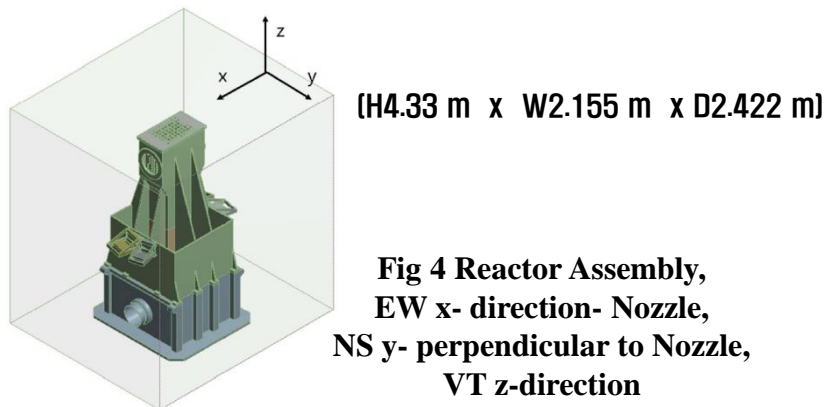 z
x
y
(H4.33 m x W2.155 m x D2.422 m)
Fig 4 Reactor Assembly,
EW x- direction- Nozzle,
NS y- perpendicular to Nozzle,
VT z-direction